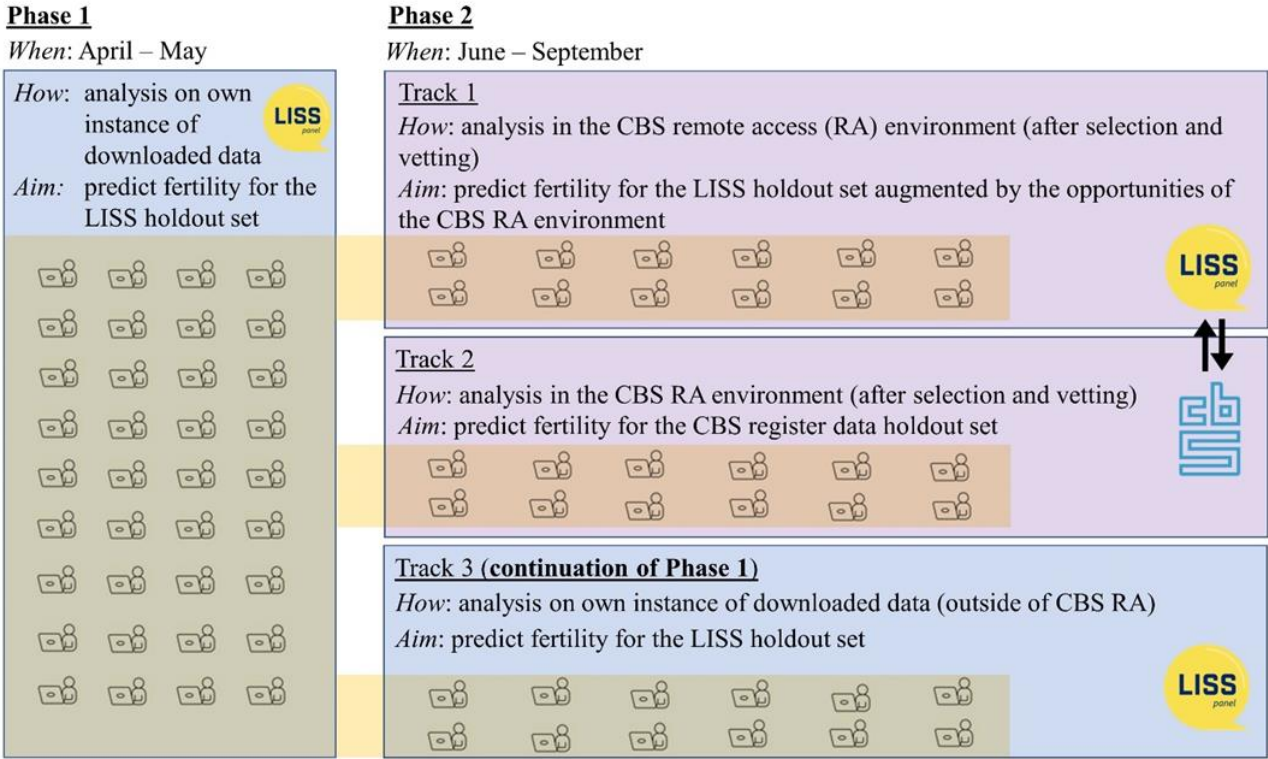 Phase 1
When: April – May
How: analysis on own
instance of
downloaded data
Aim: predict fertility for the
LISS holdout set
LISS
panel
Phase 2
When: June – September
Track 1
How: analysis in the CBS remote access (RA) environment (after selection and
vetting)
Aim: predict fertility for the LISS holdout set augmented by the opportunities of
the CBS RA environment
LISS
panel
Track 2
How: analysis in the CBS RA environment (after selection and vetting)
Aim: predict fertility for the CBS register data holdout set
cbs
Track 3 (continuation of Phase 1)
How: analysis on own instance of downloaded data (outside of CBS RA)
Aim: predict fertility for the LISS holdout set
LISS
panel